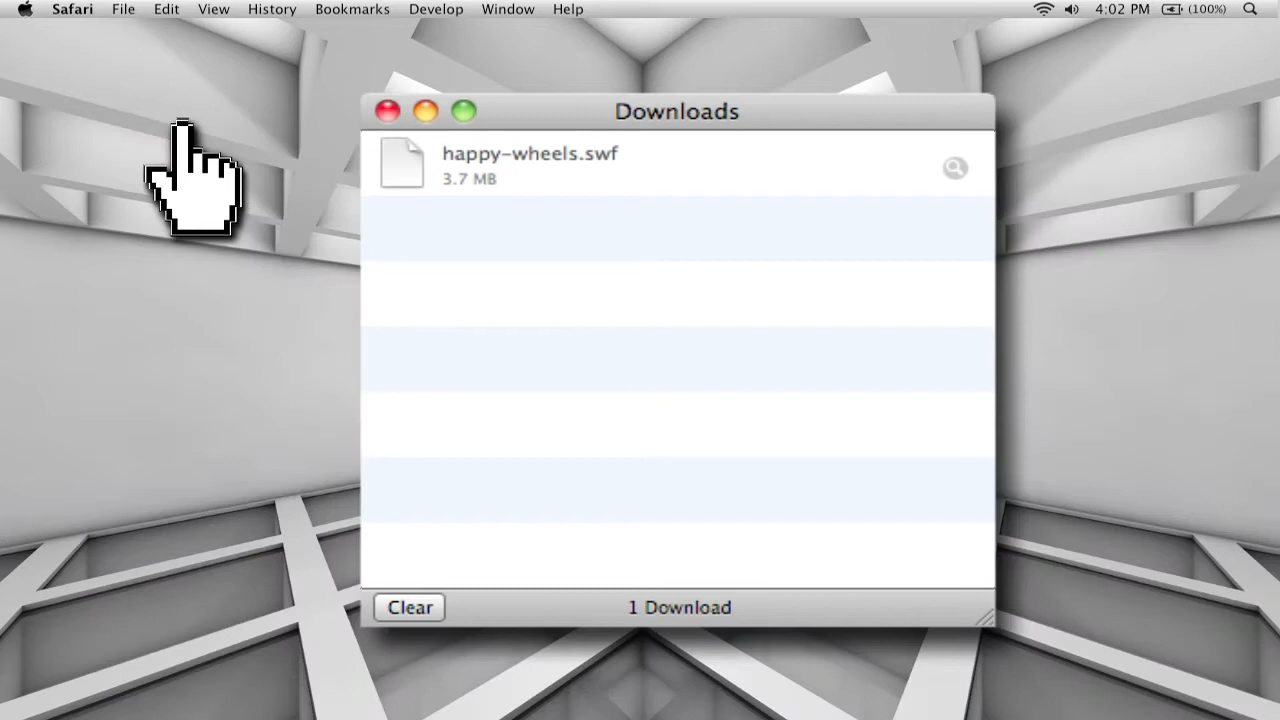 Safari File Edit View History Bookmarks Develop Window Help 4:02 PM (100%)
Downloads
happy-wheels.swf
3.7 MB
Clear 1 Download